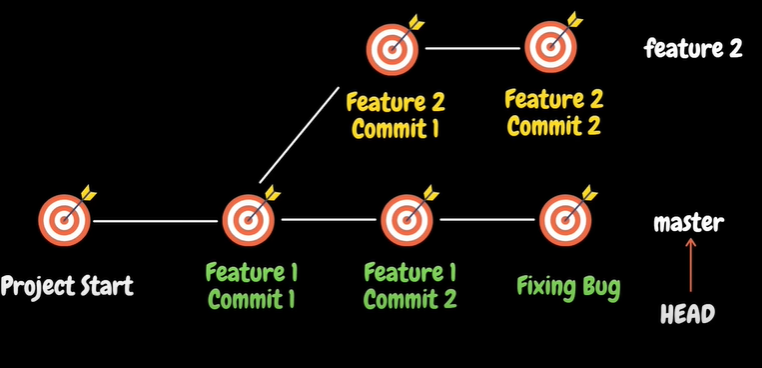 feature 2
Feature 2
Commit 1
Feature 2
Commit 2
master
Project Start
Feature 1
Commit 1
Feature 1
Commit 2
Fixing Bug
HEAD